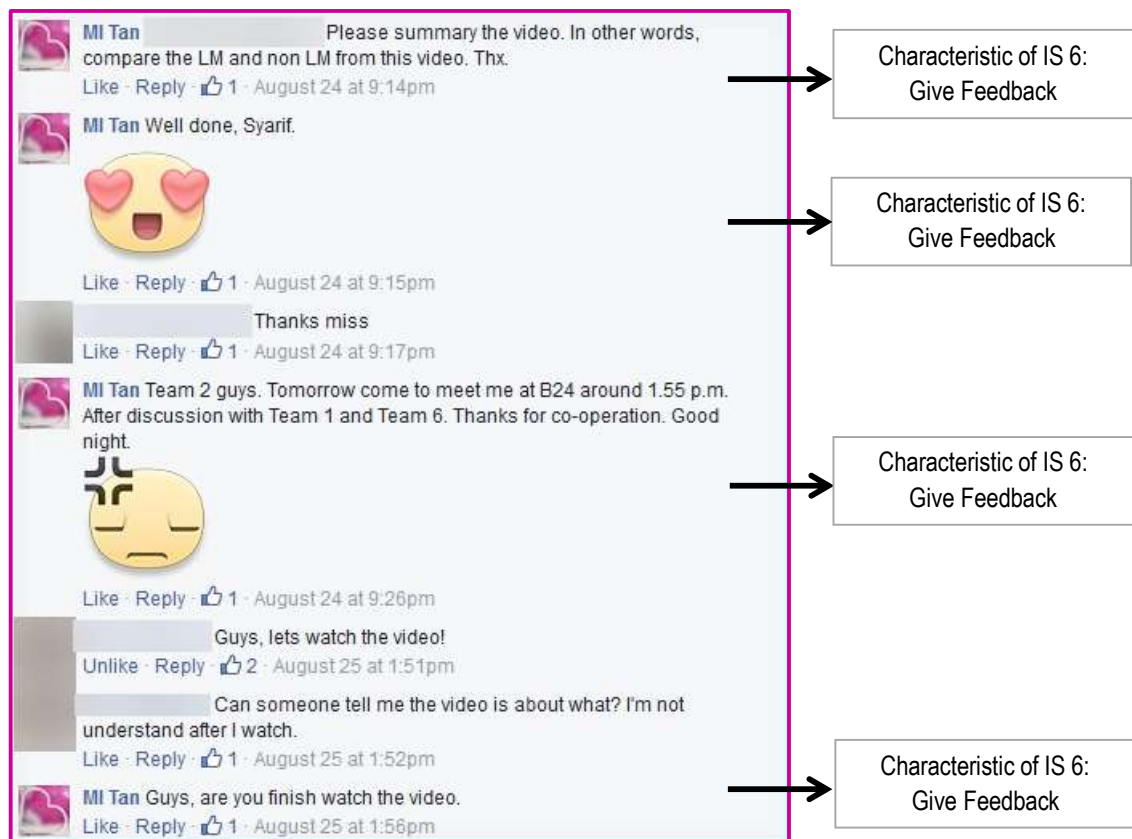 MI Tan Please summary the video. In other words,
compare the LM and non LM from this video. Thx.
Like · Reply · 1 · August 24 at 9:14pm
Characteristic of IS 6:
Give Feedback
MI Tan Well done, Syarif.
Like · Reply · 1 · August 24 at 9:15pm
Characteristic of IS 6:
Give Feedback
Thanks miss
Like · Reply · 1 · August 24 at 9:17pm
MI Tan Team 2 guys. Tomorrow come to meet me at B24 around 1.55 p.m.
After discussion with Team 1 and Team 6. Thanks for co-operation. Good
night.
Like · Reply · 1 · August 24 at 9:26pm
Characteristic of IS 6:
Give Feedback
Guys, lets watch the video!
Unlike · Reply · 2 · August 25 at 1:51pm
Can someone tell me the video is about what? I'm not
understand after I watch.
Like · Reply · 1 · August 25 at 1:52pm
MI Tan Guys, are you finish watch the video.
Like · Reply · 1 · August 25 at 1:56pm
Characteristic of IS 6:
Give Feedback